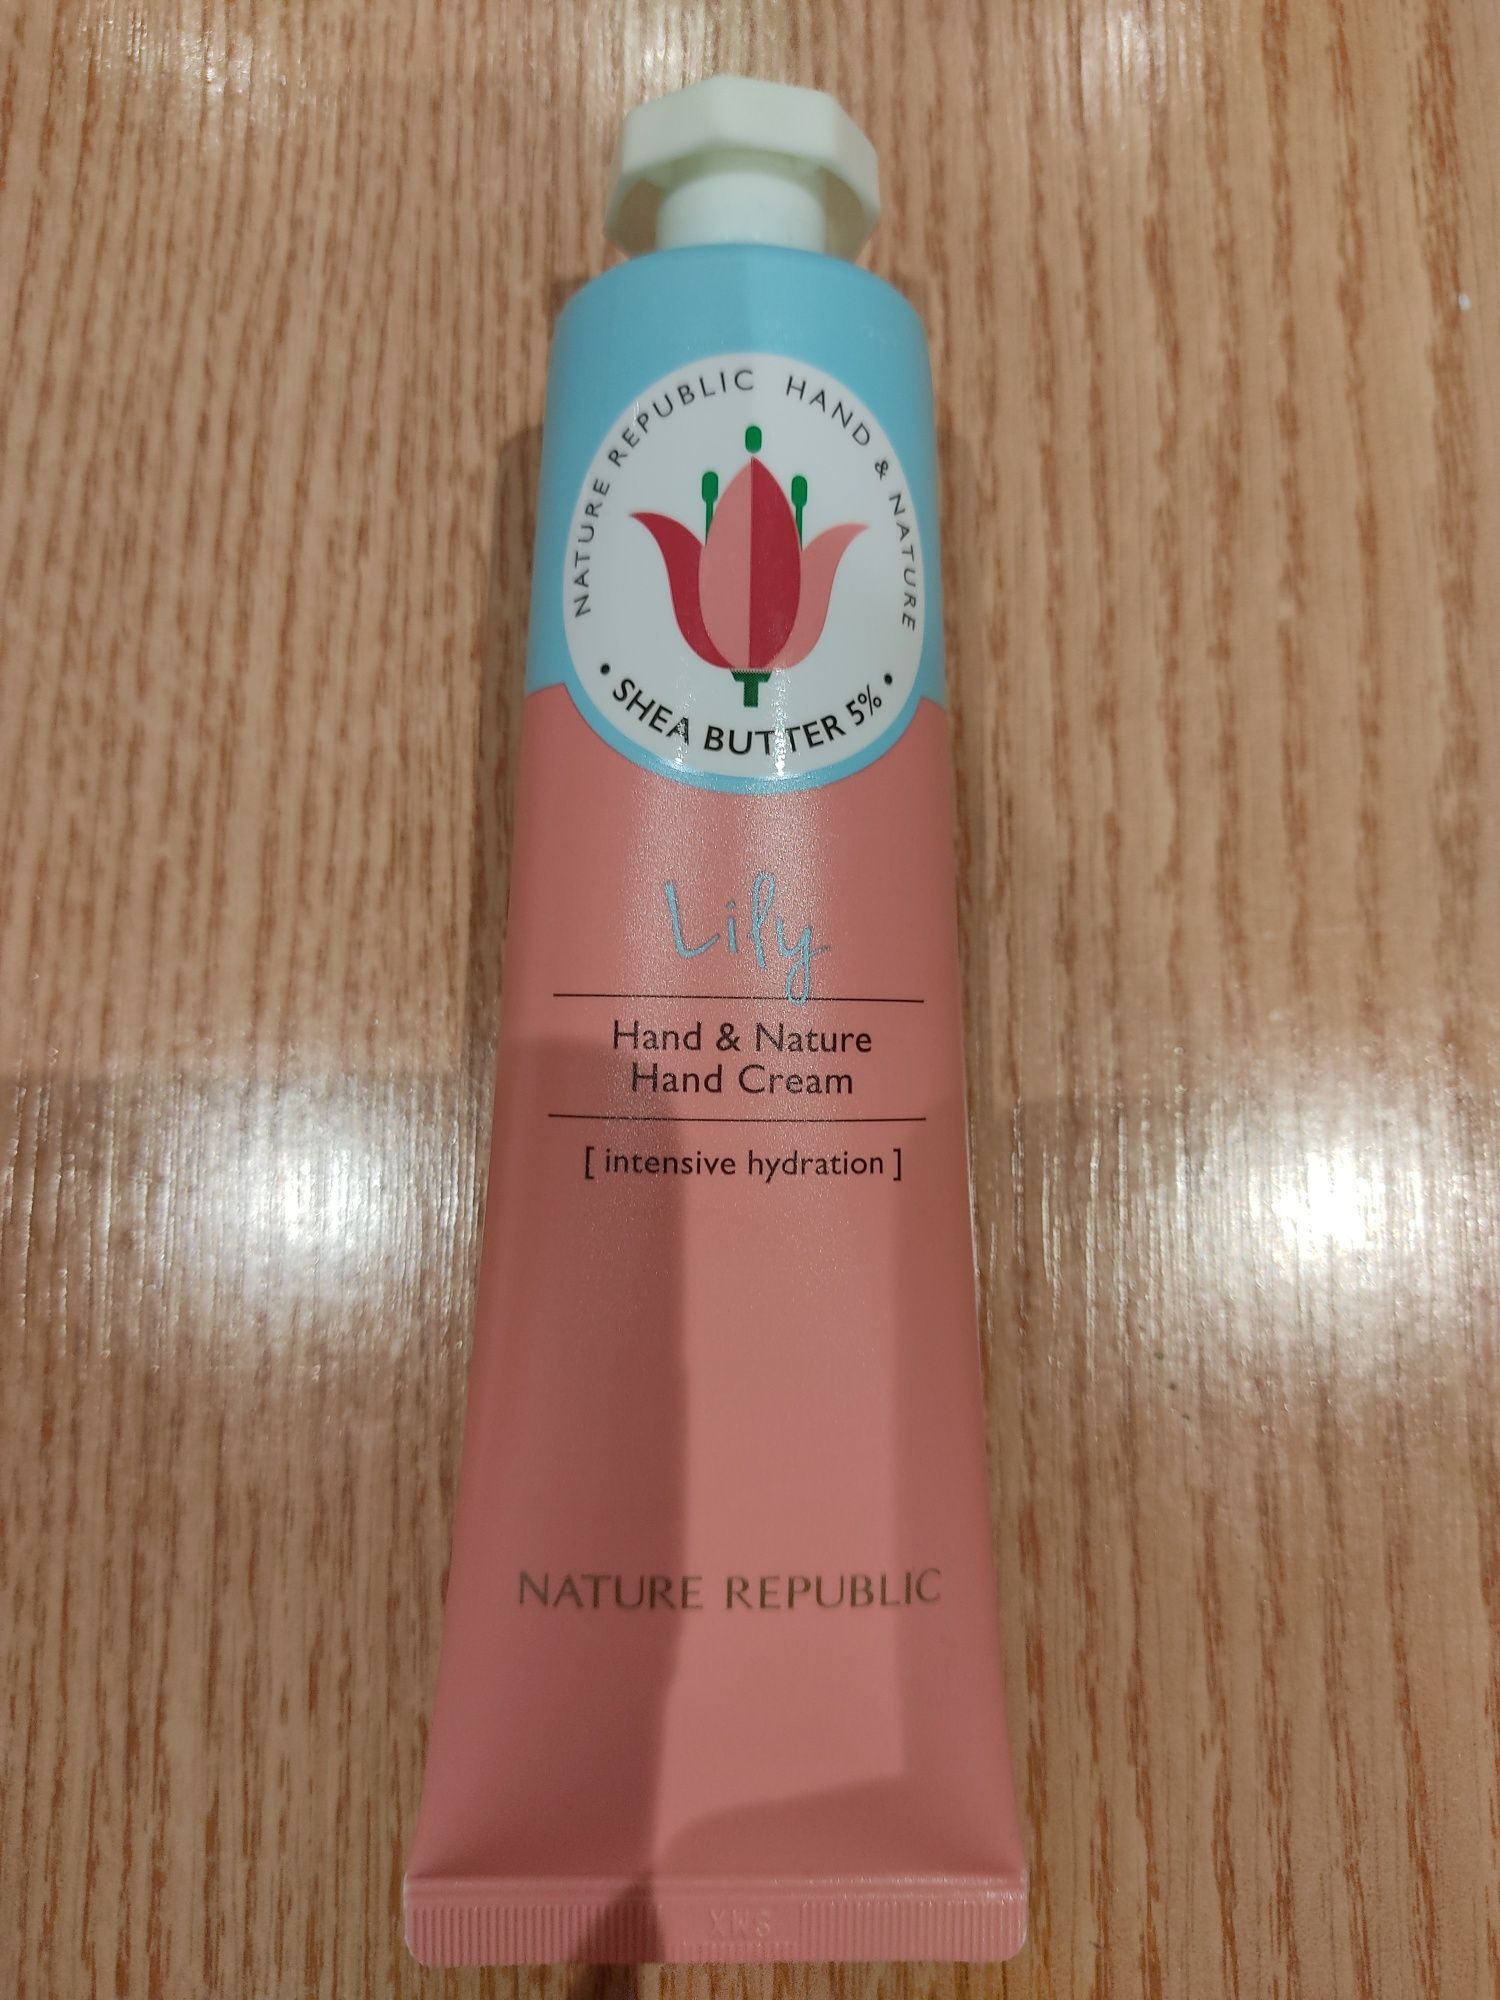 NATURE REPUBLIC HAND & NATURE
• SHEA BUTTER 5% •
Lily
Hand & Nature
Hand Cream
[ intensive hydration ]
NATURE REPUBLIC